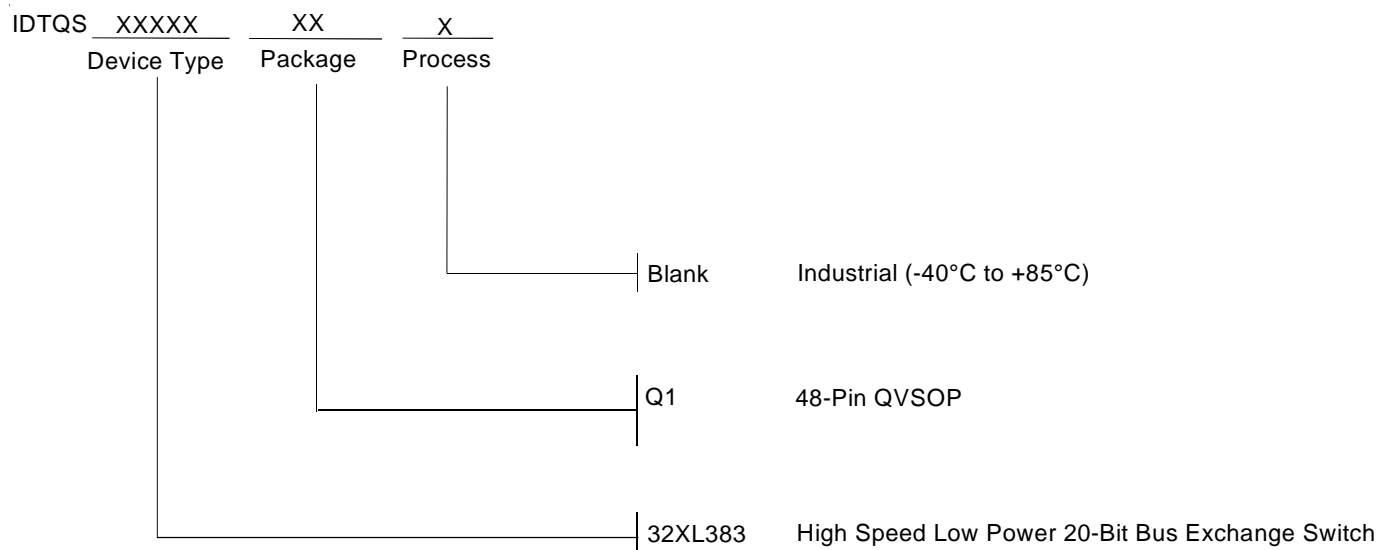 IDTQS XXXXX XX X
Device Type Package Process
Blank Industrial (-40°C to +85°C)
Q1 48-Pin QVSOP
32XL383 High Speed Low Power 20-Bit Bus Exchange Switch